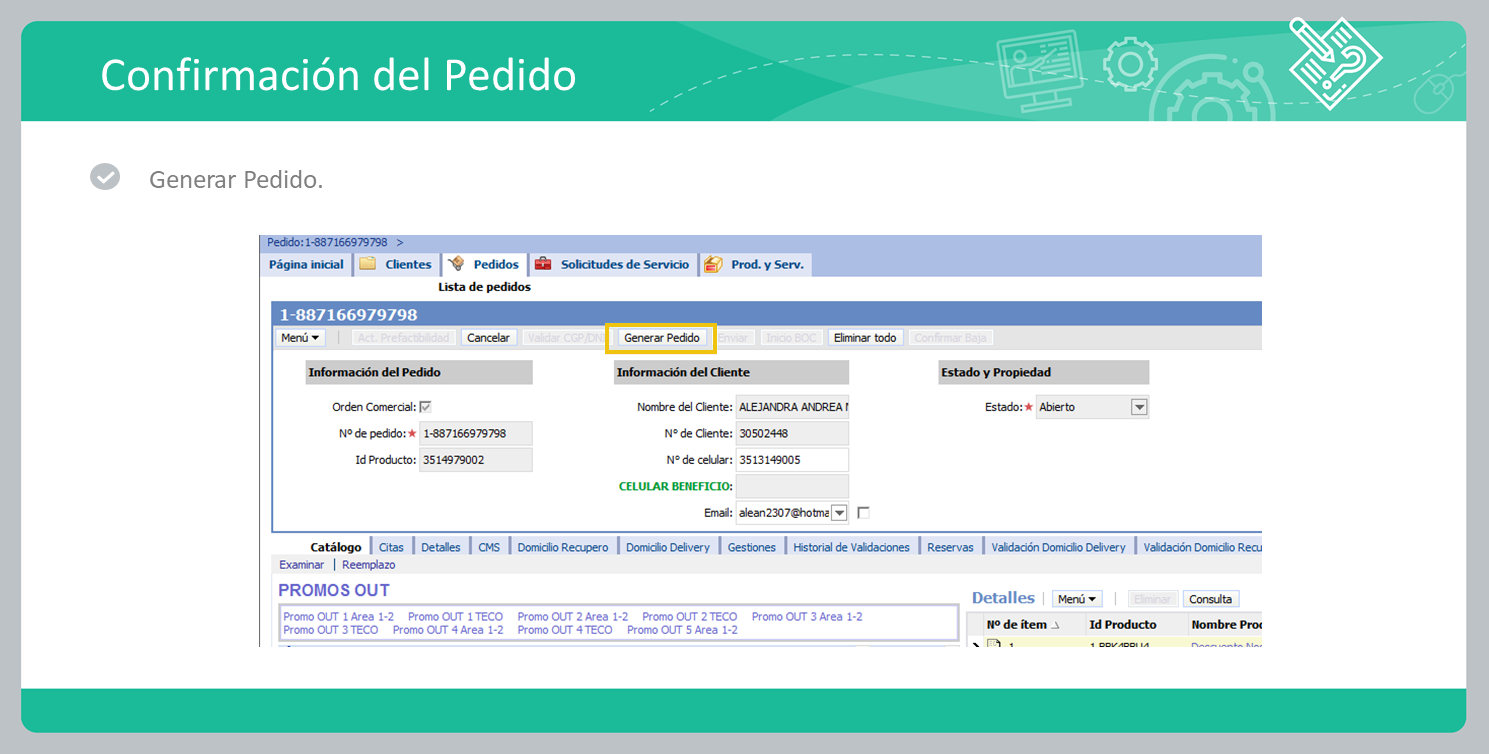 Confirmación del Pedido
Generar Pedido.
Pedido:1-887166979798 >
Página inicial Clientes Pedidos Solicitudes de Servicio Prod. y Serv.
Lista de pedidos
1-887166979798
Menú Act. Prefactibilidad Cancelar Validar CGP/DNI Generar Pedido Enviar Inicio BOC Eliminar todo Confirmar Baja
Información del Pedido Información del Cliente Estado y Propiedad
Orden Comercial: Nombre del Cliente: ALEJANDRA ANDREA Estado: Abierto
Nº de pedido: 1-887166979798 Nº de Cliente: 30502448
Id Producto: 3514979002 Nº de celular: 3513149005
CELULAR BENEFICIO:
Email: alean2307@hotma
Catálogo Citas Detalles CMS Domicilio Recupero Domicilio Delivery Gestiones Historial de Validaciones Reservas Validación Domicilio Delivery Validación Domicilio Recu
Examinar | Reemplazo
PROMOS OUT
Promo OUT 1 Area 1-2 Promo OUT 1 TECO Promo OUT 2 Area 1-2 Promo OUT 2 TECO Promo OUT 3 Area 1-2
Promo OUT 3 TECO Promo OUT 4 Area 1-2 Promo OUT 4 TECO Promo OUT 5 Area 1-2
Detalles Menú Eliminar Consulta
Nº de ítem Id Producto Nombre Proc
1